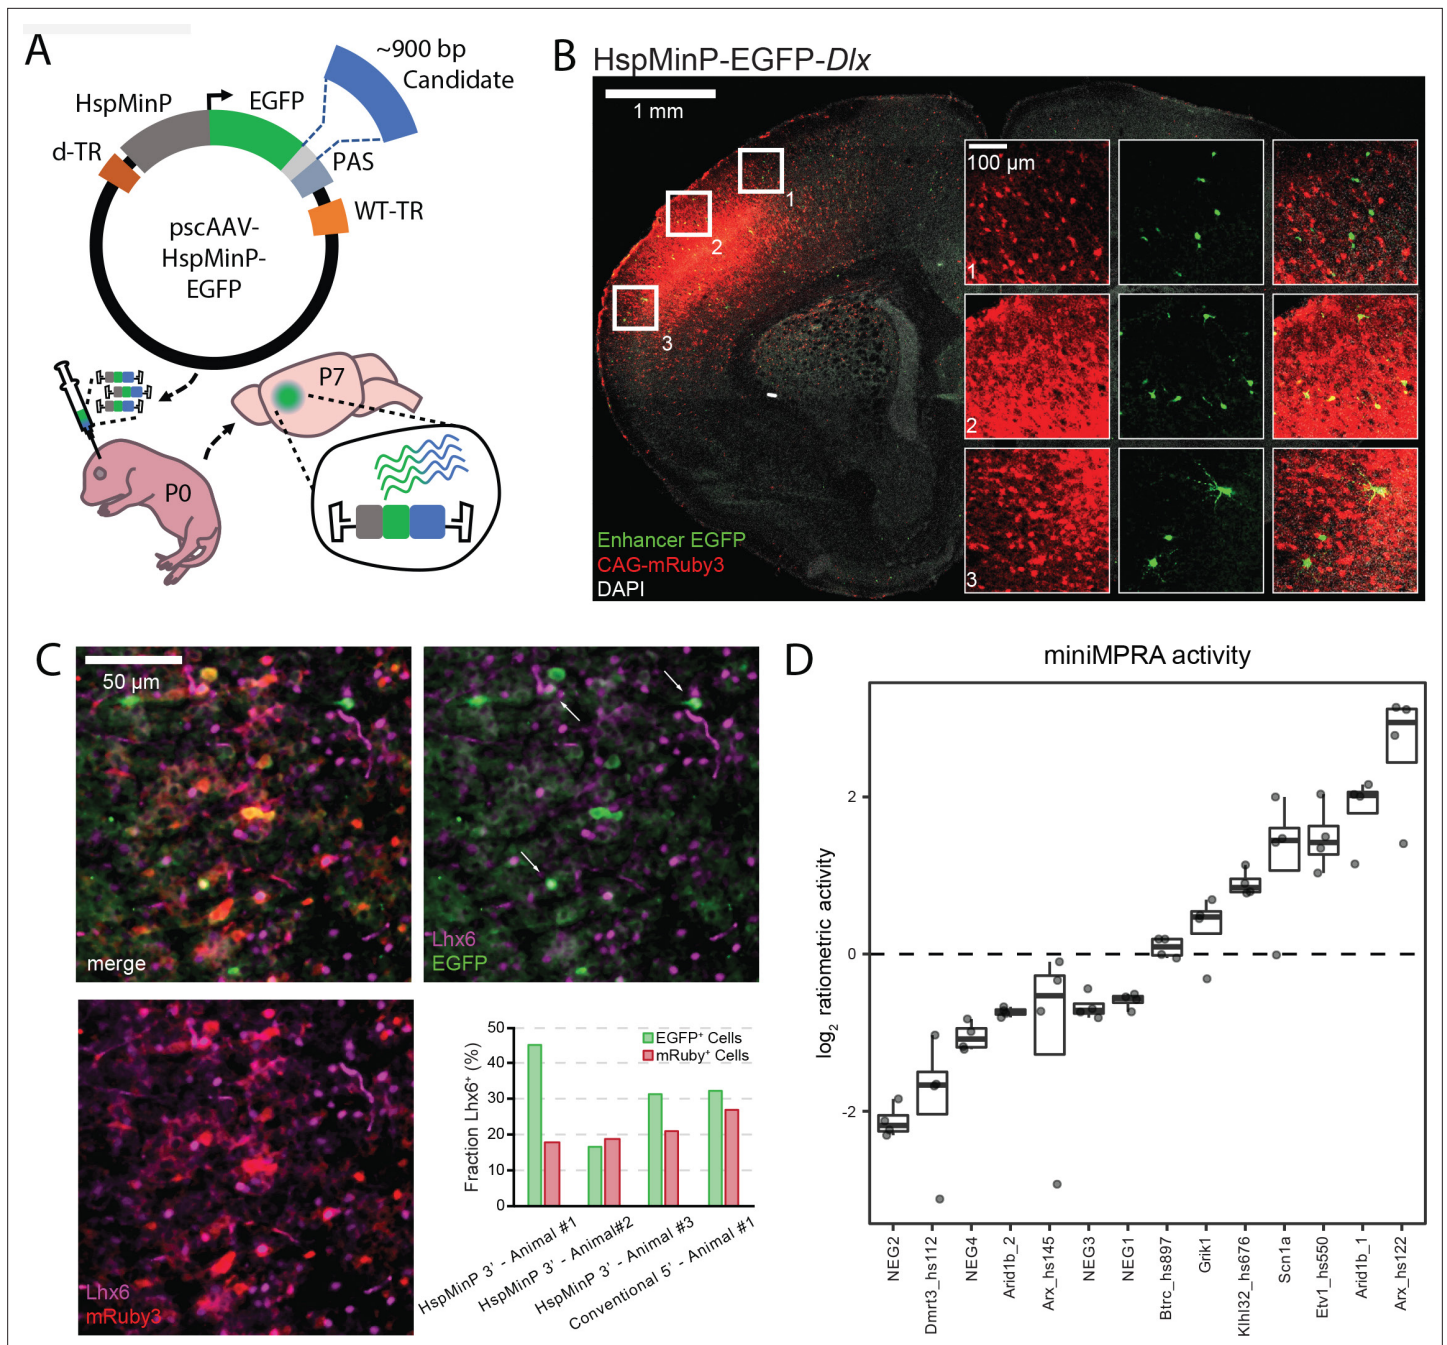 A
~900 bp
Candidate
HspMinP
EGFP
d-TR
PAS
WT-TR
pscAAV-
HspMinP-
EGFP
P7
P0
B
HspMinP-EGFP-Dlx
1 mm
1
2
3
100 µm
1
2
3
Enhancer EGFP
CAG-mRuby3
DAPI
C
50 µm
merge
Lhx6
EGFP
Lhx6
mRuby3
Fraction Lhx6⁺ (%)
50
40
30
20
10
0
EGFP⁺ Cells
mRuby⁺ Cells
HspMinP 3' - Animal #1
HspMinP 3' - Animal#2
HspMinP 3' - Animal #3
Conventional 5' - Animal #1
D
miniMPRA activity
log₂ ratiometric activity
2
0
-2
NEG2
Dmrt3_hs112
NEG4
Arid1b_2
Arx_hs145
NEG3
NEG1
Btrc_hs897
Grik1
Klhl32_hs676
Scn1a
Etv1_hs550
Arid1b_1
Arx_hs122